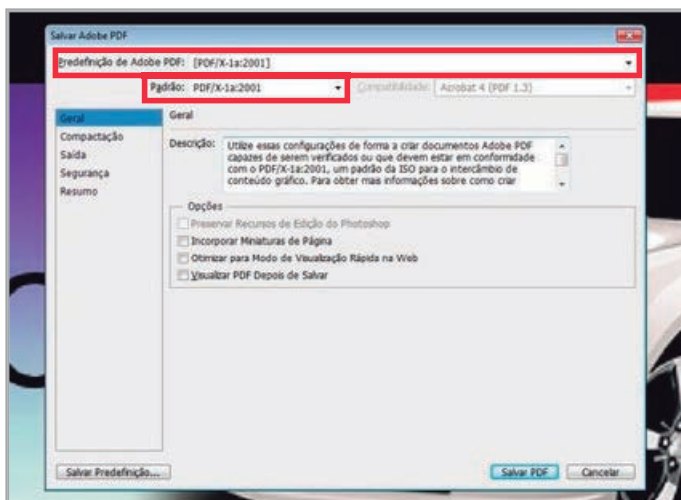 Salvar Adobe PDF
Predefinição de Adobe PDF: [PDF/X-1a:2001]
Padrão: PDF/X-1a:2001 Compatibilidade: Acrobat 4 (PDF 1.3)
Geral
Compactação
Saída
Segurança
Resumo
Geral
Descrição: Utilize essas configurações de forma a criar documentos Adobe PDF
capazes de serem verificados ou que devem estar em conformidade
com o PDF/X-1a:2001, um padrão da ISO para o intercâmbio de
conteúdo gráfico. Para obter mais informações sobre como criar
Opções
Preservar Recursos de Edição do Photoshop
Incorporar Miniaturas de Página
Otimizar para Modo de Visualização Rápida na Web
Visualizar PDF Depois de Salvar
Salvar Predefinição... Salvar PDF Cancelar